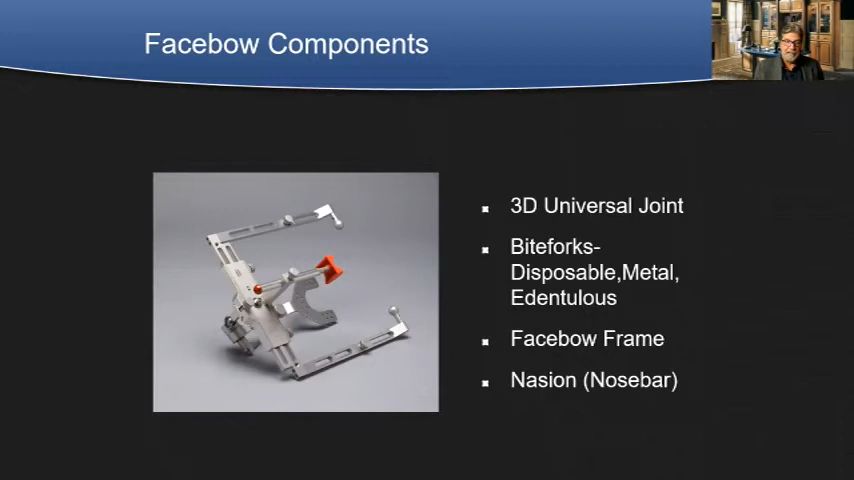 Facebow Components
3D Universal Joint
Biteforks-
Disposable,Metal,
Edentulous
Facebow Frame
Nasion (Nosebar)